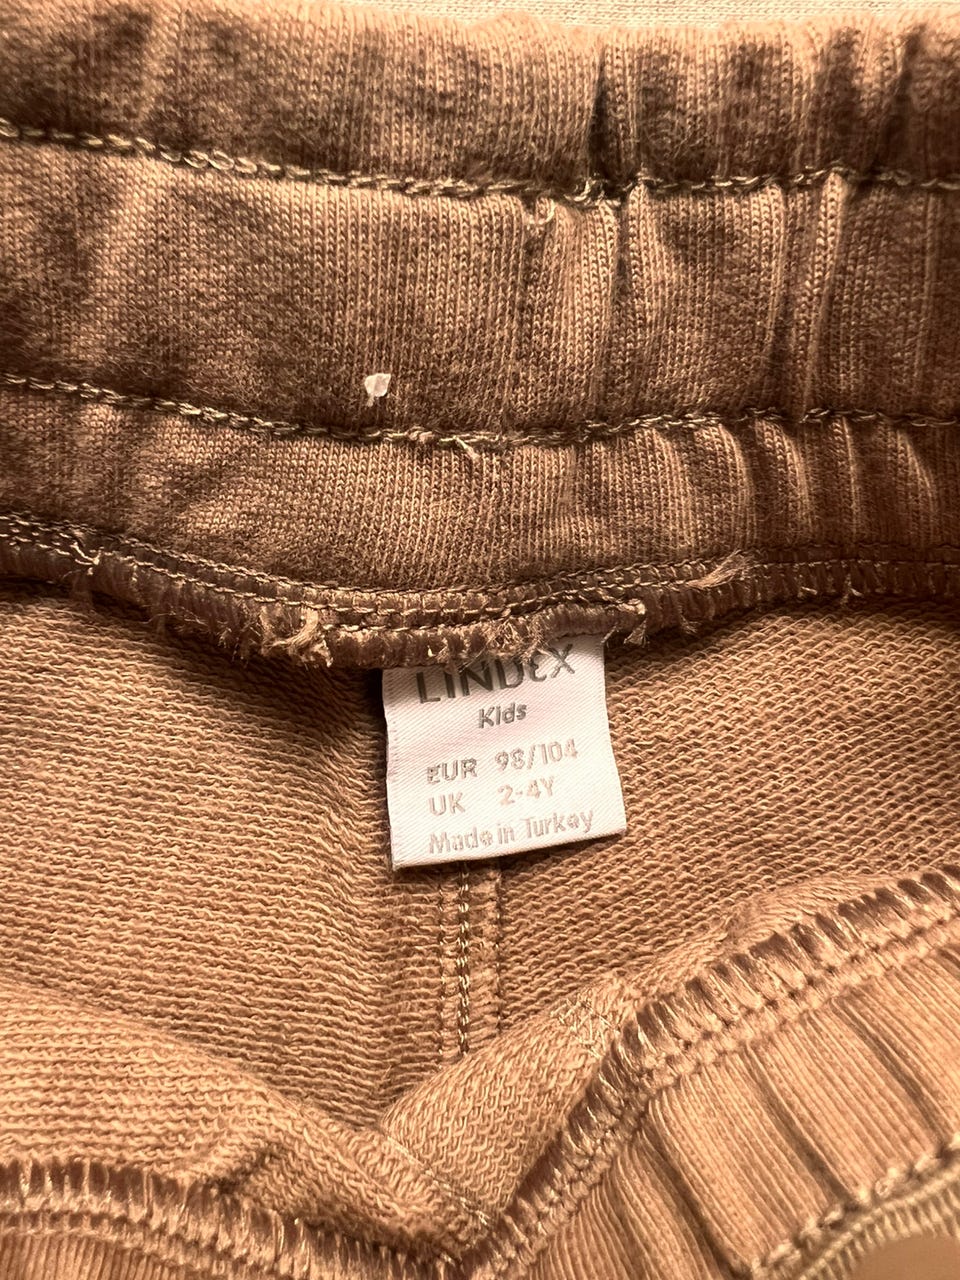 LINDEX
Kids
EUR 98/104
UK 2-4Y
Made in Turkey